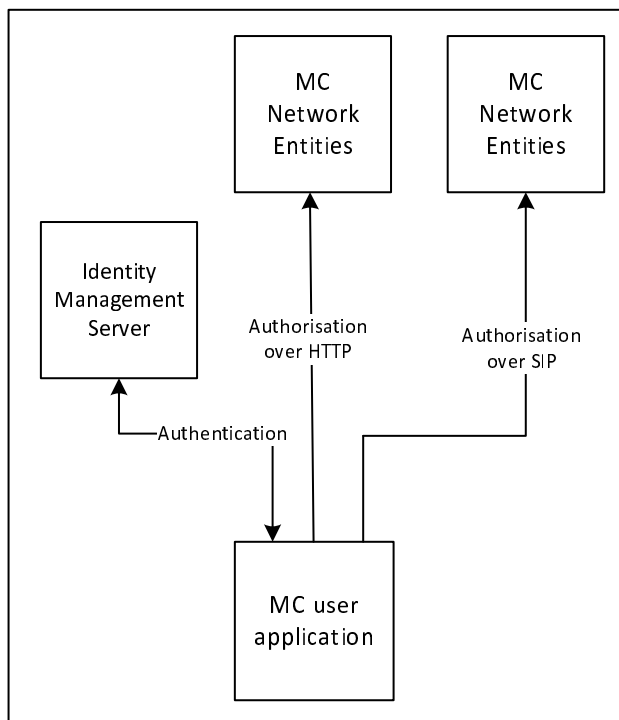 MC
Network
Entities
MC
Network
Entities
Identity
Management
Server
Authorisation
over HTTP
Authorisation
over SIP
Authentication
MC user
application